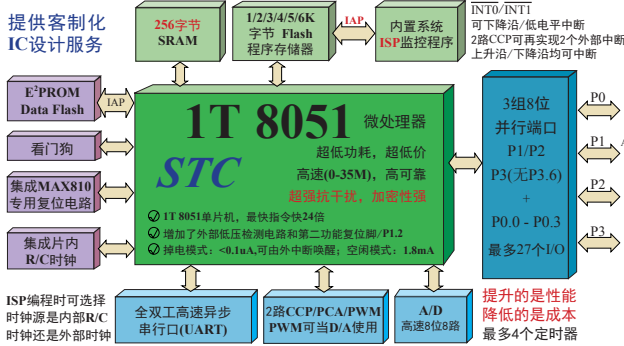 提供客制化
IC设计服务
256字节
SRAM
1/2/3/4/5/6K
字节 Flash
程序存储器
IAP
内置系统
ISP监控程序
INT0/INT1
可下降沿/低电平中断
2路CCP可再实现2个外部中断
上升沿/下降沿均可中断
E²PROM
Data Flash
IAP
看门狗
集成MAX810
专用复位电路
集成片内
R/C时钟
1T 8051 微处理器
STC
超低功耗，超低价
高速(0-35M)，高可靠
超强抗干扰，加密性强
1T 8051单片机，最快指令快24倍
增加了外部低压检测电路和第二功能复位脚/P1.2
掉电模式：<0.1uA,可由外中断唤醒；空闲模式：1.8mA
3组8位
并行端口
P1/P2
P3(无P3.6)
+
P0.0 - P0.3
最多27个I/O
P0
P1
P2
P3
ISP编程时可选择
时钟源是内部R/C
时钟还是外部时钟
全双工高速异步
串行口(UART)
2路CCP/PCA/PWM
PWM可当D/A使用
A/D
高速8位8路
提升的是性能
降低的是成本
最多4个定时器